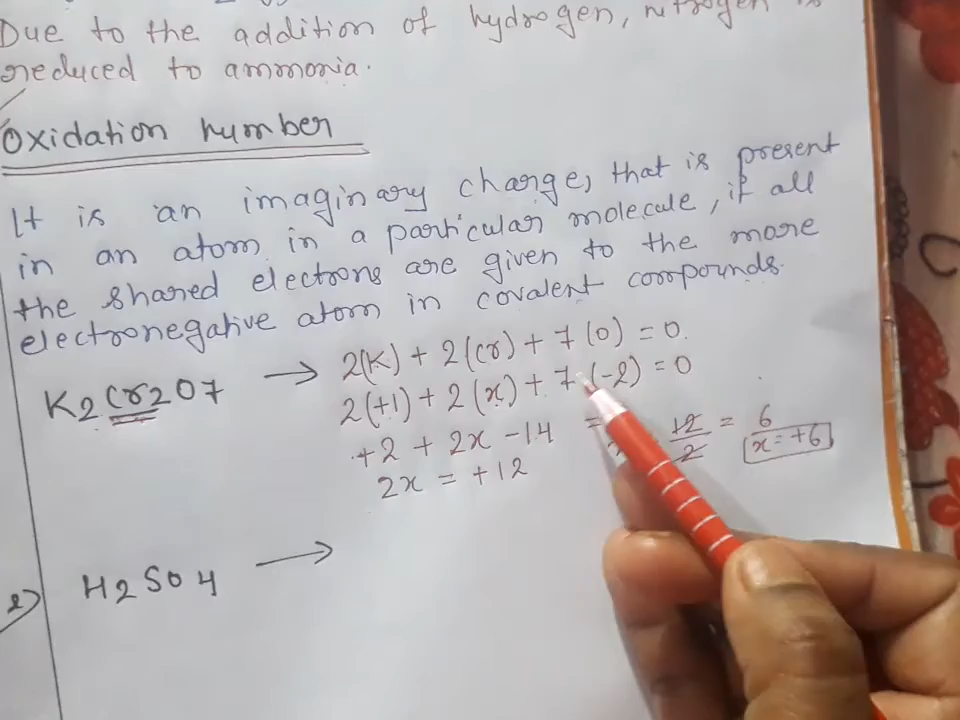 Due to the addition of hydrogen, nitrogen is
reduced to ammonia.
Oxidation number
It is an imaginary charge, that is present
in an atom in a particular molecule, if all
the shared electrons are given to the more
electronegative atom in covalent compounds.
K2Cr2O7 → 2(K) + 2(Cr) + 7(O) = 0
2(+1) + 2(x) + 7(-2) = 0
+2 + 2x -14 =
2x = +12
+2/2 = 6
x = +6
2) H2SO4 →